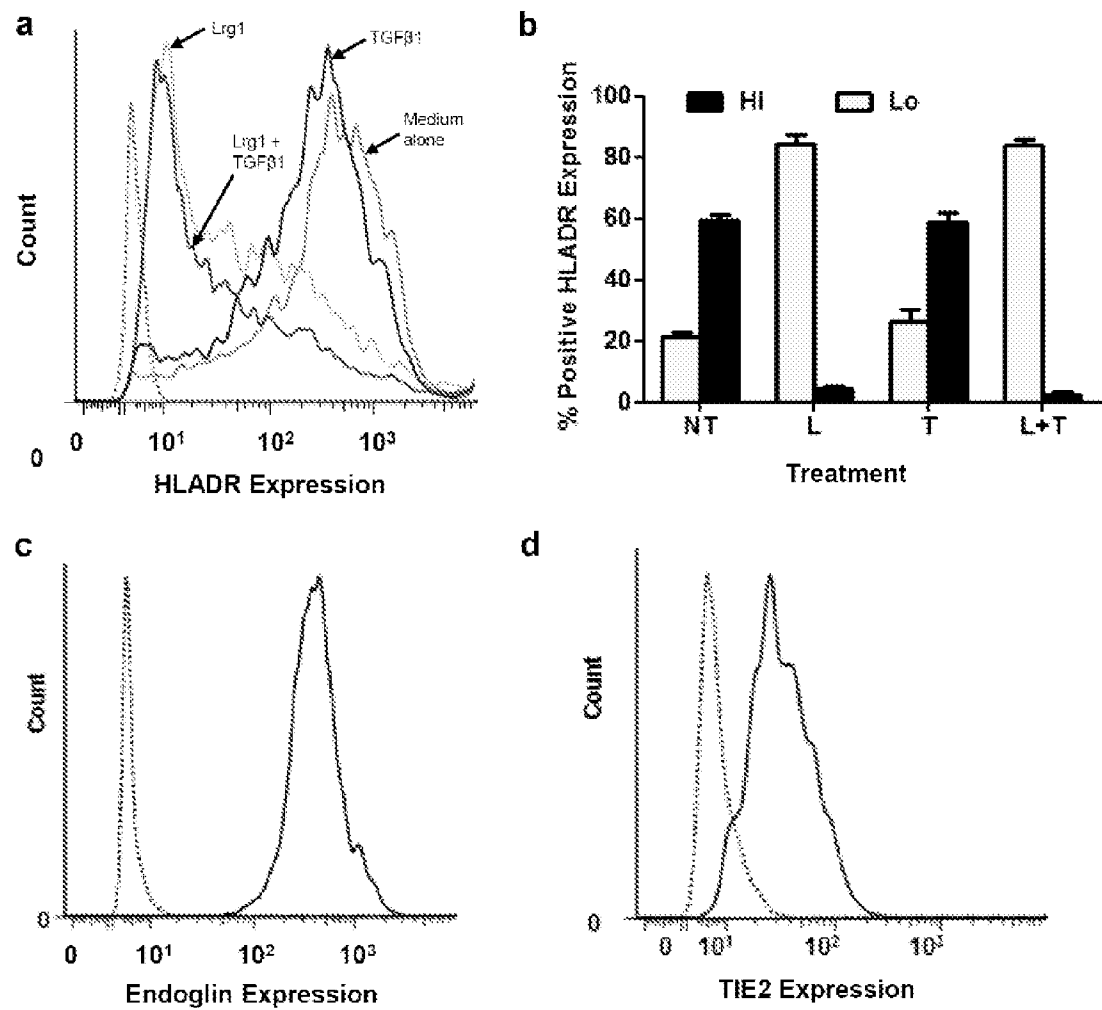 a
Lrg1
TGFβ1
Medium
alone
Lrg1 +
TGFβ1
Count
0
10¹
10²
10³
0
HLADR Expression
b
HI
Lo
100
80
60
40
20
0
% Positive HLADR Expression
NT
L
T
L+T
Treatment
c
Count
0
0
10¹
10²
10³
Endoglin Expression
d
Count
0
0
10¹
10²
10³
TIE2 Expression